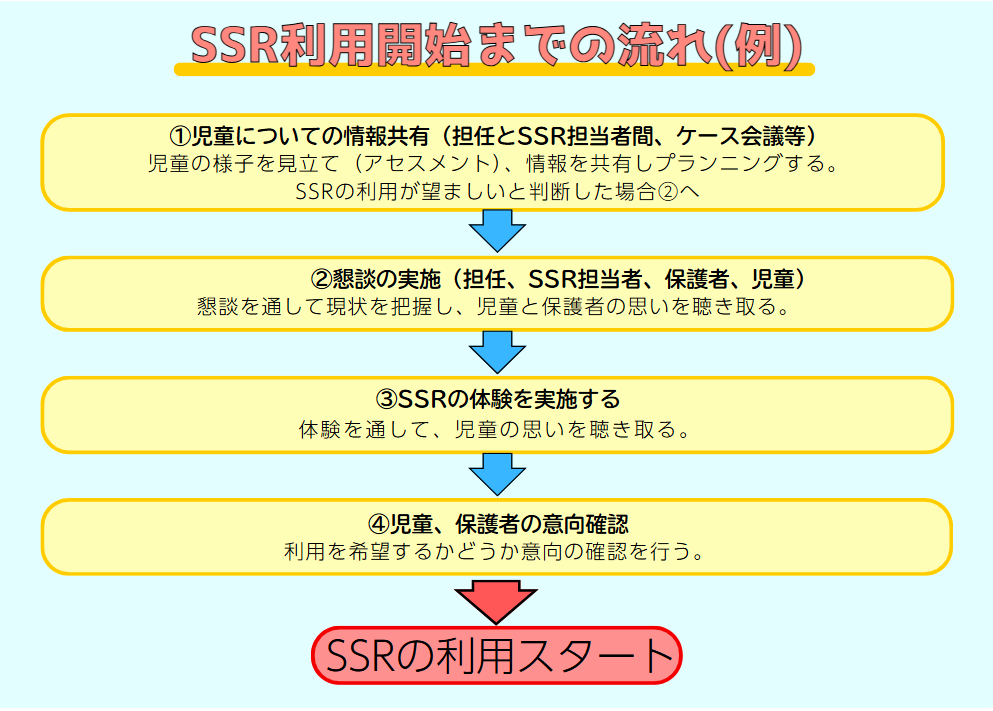 SSR利用開始までの流れ(例)
①児童についての情報共有（担任とSSR担当者間、ケース会議等）
児童の様子を見立て（アセスメント）、情報を共有しプランニングする。
SSRの利用が望ましいと判断した場合②へ
②懇談の実施（担任、SSR担当者、保護者、児童）
懇談を通して現状を把握し、児童と保護者の思いを聴き取る。
③SSRの体験を実施する
体験を通して、児童の思いを聴き取る。
④児童、保護者の意向確認
利用を希望するかどうか意向の確認を行う。
SSRの利用スタート